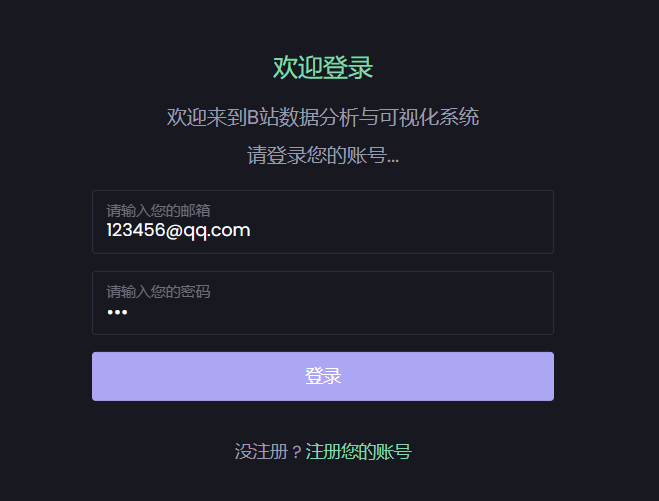 欢迎登录
欢迎来到B站数据分析与可视化系统
请登录您的账号...
请输入您的邮箱
123456@qq.com
请输入您的密码
•••
登录
没注册？注册您的账号